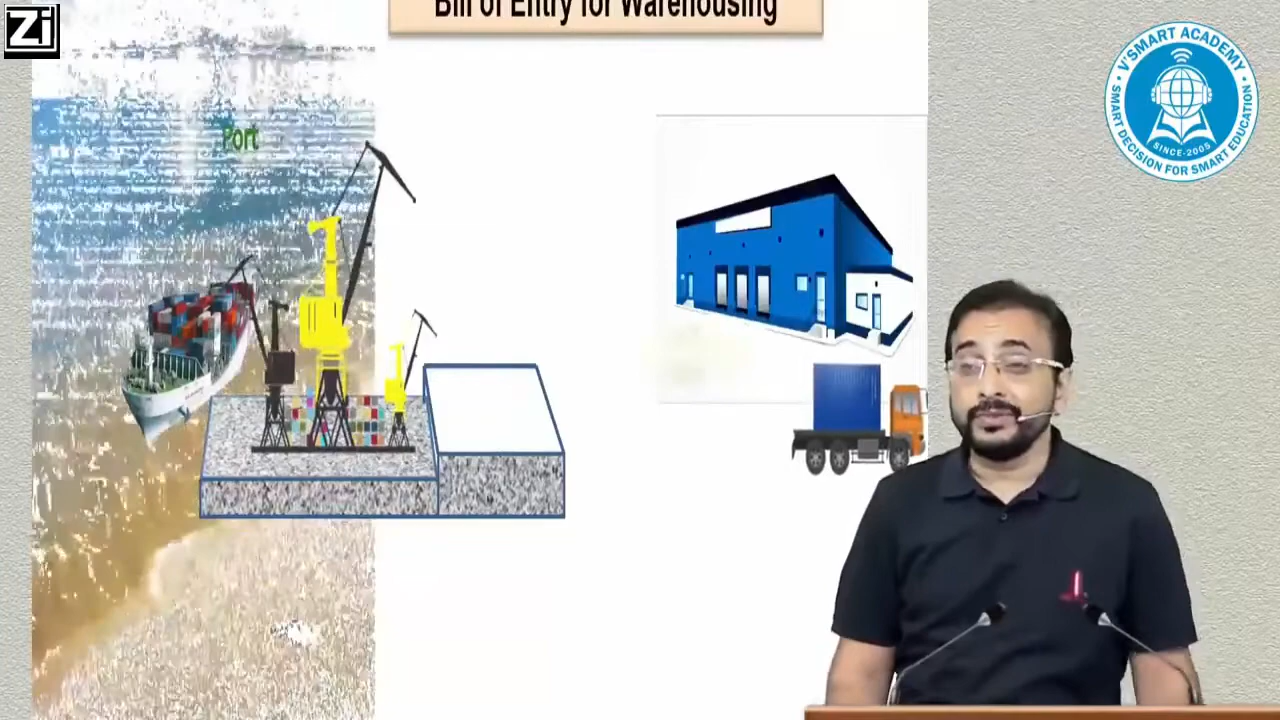 Bill of Entry for Warehousing
Zi
Port
V'SMART ACADEMY
SMART DECISION FOR SMART EDUCATION
SINCE-2005